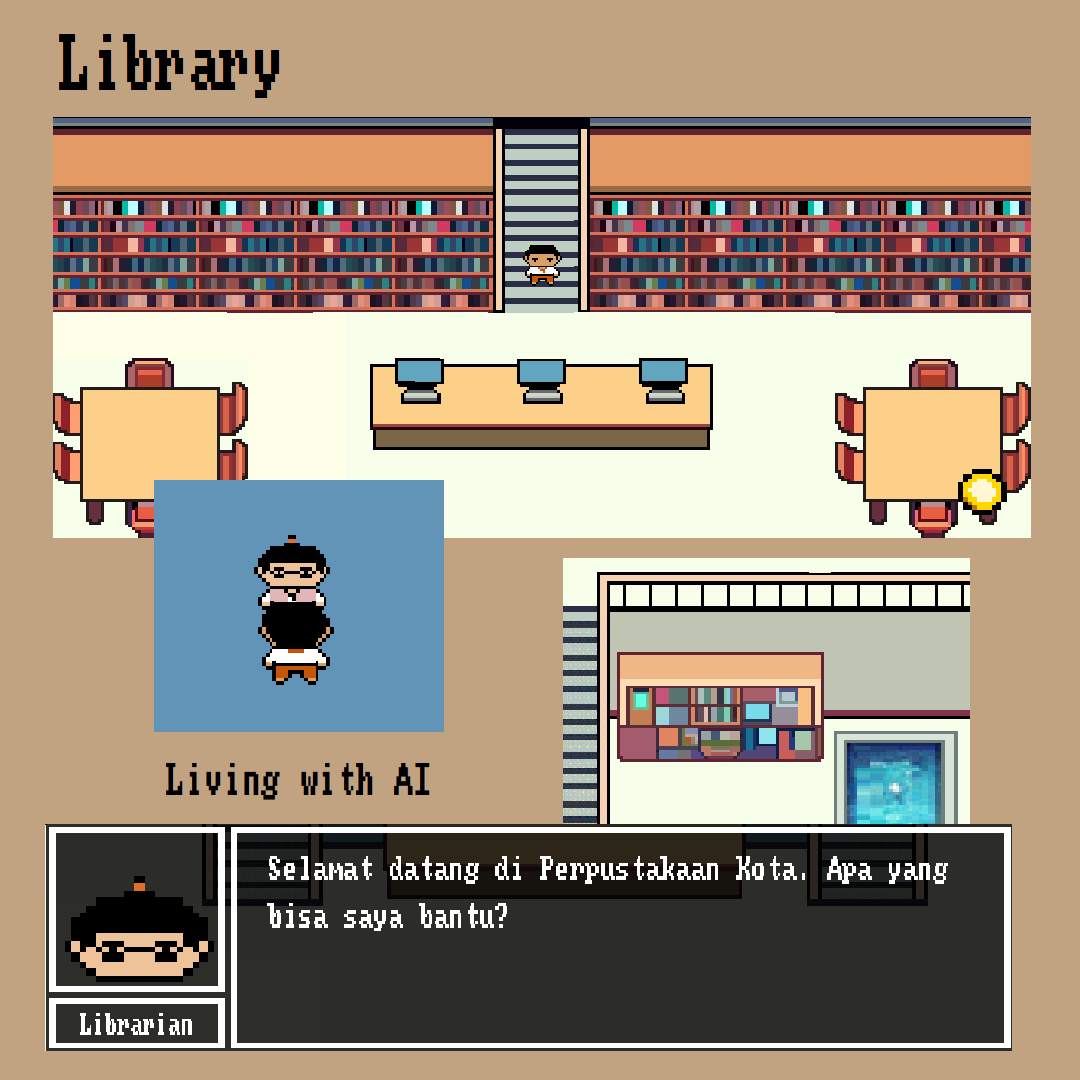 Library
Living with AI
Selamat datang di Perpustakaan Kota. Apa yang
bisa saya bantu?
Librarian